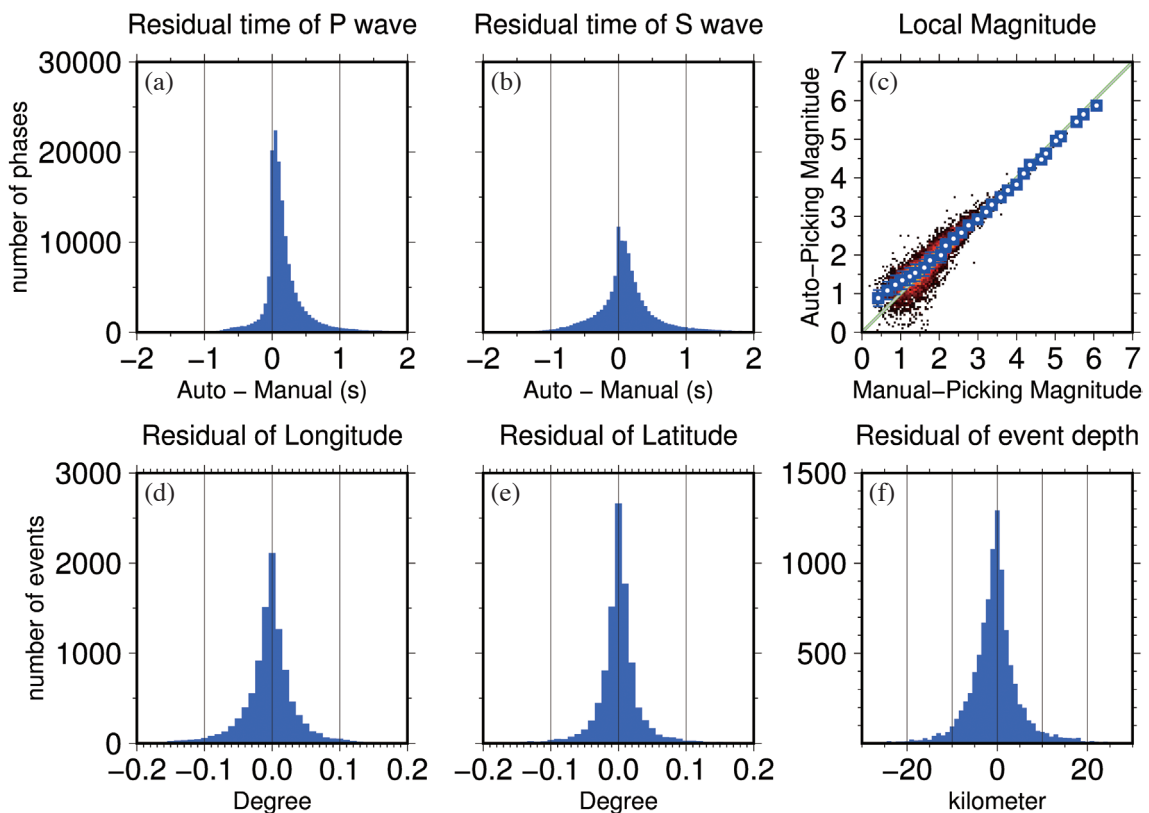 Residual time of P wave
Residual time of S wave
Local Magnitude
(a)
(b)
(c)
30000
20000
10000
0
number of phases
−2 −1 0 1 2
Auto − Manual (s)
−2 −1 0 1 2
Auto − Manual (s)
7
6
5
4
3
2
1
0
Auto−Picking Magnitude
0 1 2 3 4 5 6 7
Manual−Picking Magnitude
Residual of Longitude
Residual of Latitude
Residual of event depth
(d)
(e)
(f)
3000
2000
1000
0
number of events
−0.2 −0.1 0.0 0.1 0.2
Degree
−0.2 −0.1 0.0 0.1 0.2
Degree
1500
1000
500
−20 0 20
kilometer